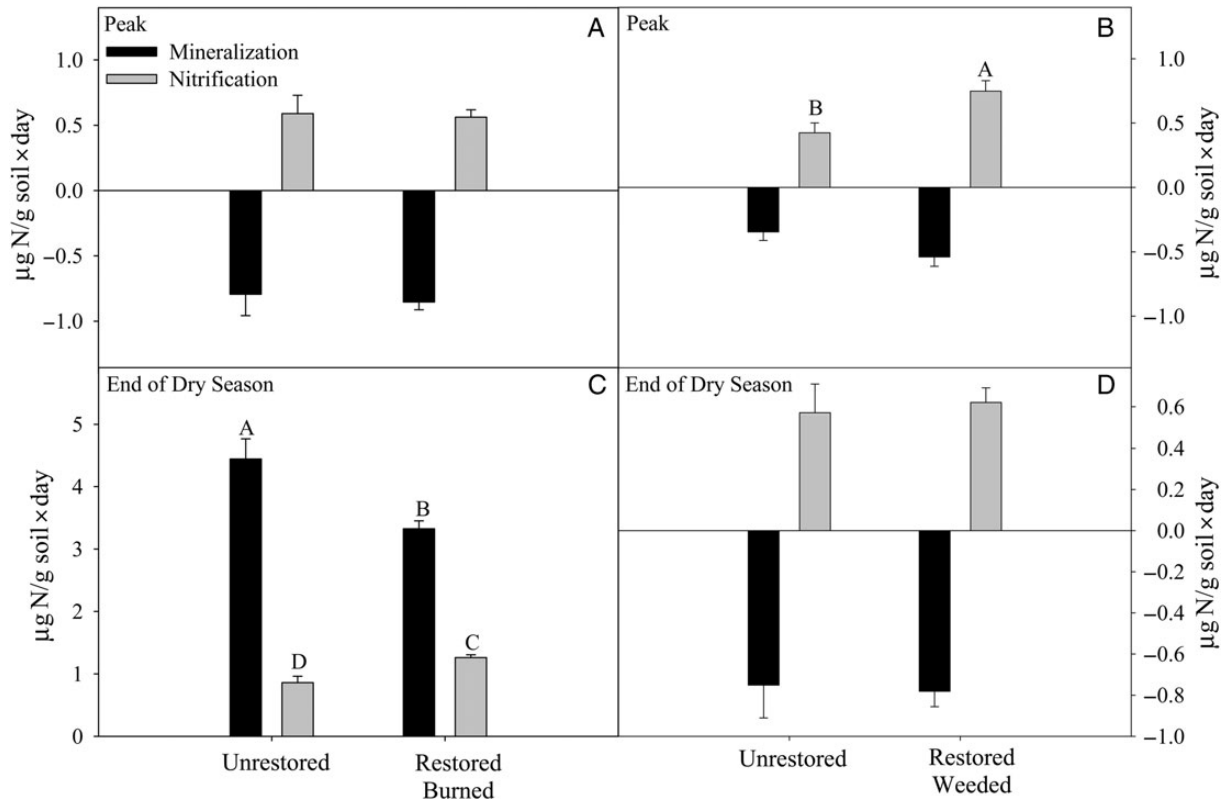 Peak
A
Mineralization
Nitrification
1.0
0.5
0.0
−0.5
−1.0
µg N/g soil×day
Peak
B
B
A
1.0
0.5
0.0
−0.5
−1.0
µg N/g soil×day
End of Dry Season
C
A
B
D
C
5
4
3
2
1
0
µg N/g soil×day
Unrestored
Restored
Burned
End of Dry Season
D
0.6
0.4
0.2
0.0
−0.2
−0.4
−0.6
−0.8
−1.0
µg N/g soil×day
Unrestored
Restored
Weeded